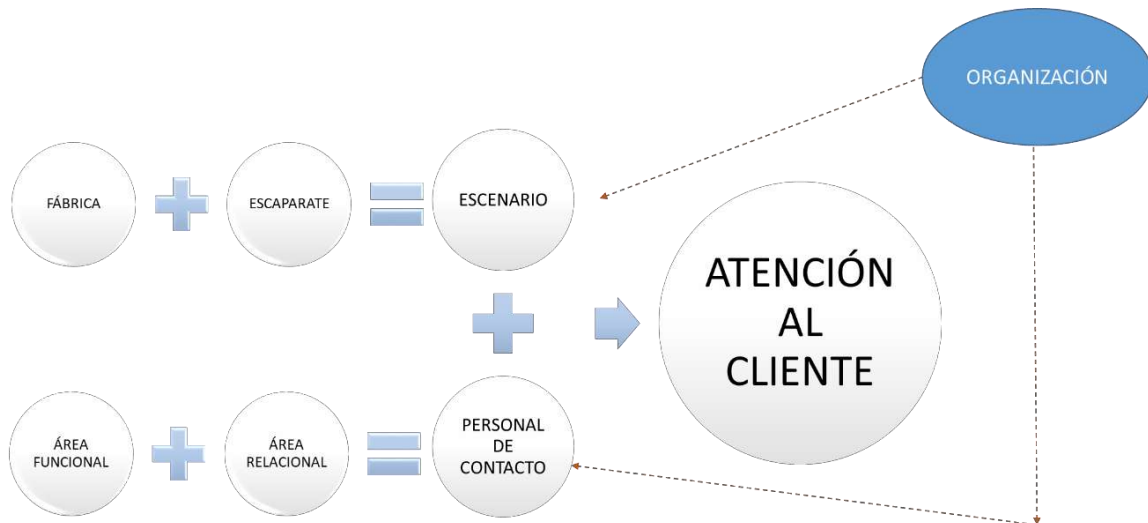 ORGANIZACIÓN
FÁBRICA
ESCAPARATE
ESCENARIO
ATENCIÓN
AL
CLIENTE
ÁREA
FUNCIONAL
ÁREA
RELACIONAL
PERSONAL
DE
CONTACTO